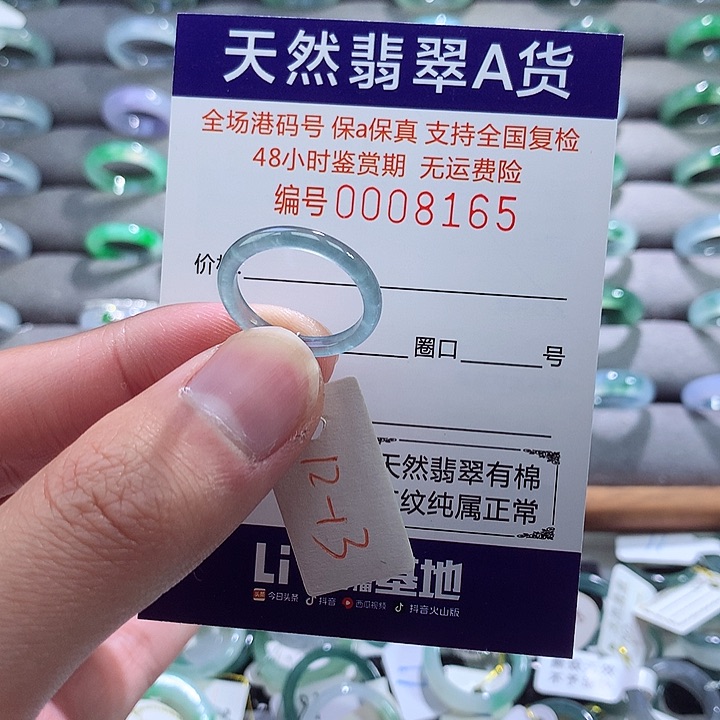 天然翡翠A货
全场港码号 保a保真 支持全国复检
48小时鉴赏期 无运费险
编号0008165
价
圈口 号
天然翡翠有棉
纹纯属正常
12-13
Li 基地
今日头条 抖音 西瓜视频 抖音火山版